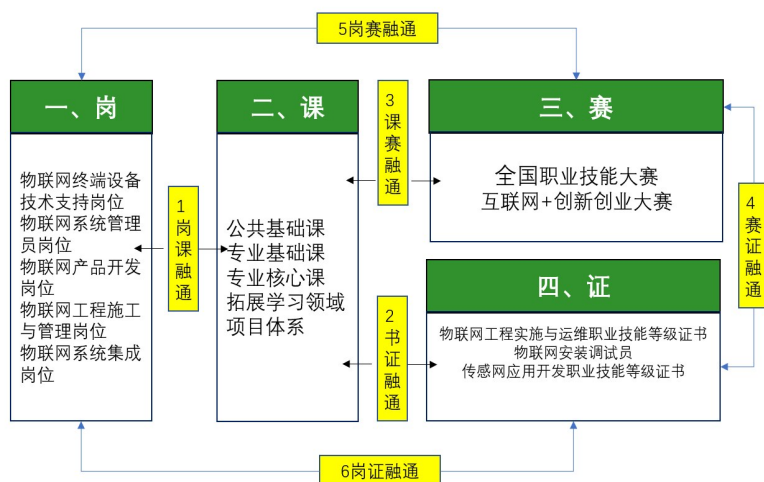 5岗赛融通
一、岗
物联网终端设备
技术支持岗位
物联网系统管理
员岗位
物联网产品开发
岗位
物联网工程施工
与管理岗位
物联网系统集成
岗位
1
岗
课
融
通
二、课
公共基础课
专业基础课
专业核心课
拓展学习领域
项目体系
3
课
赛
融
通
2
书
证
融
通
三、赛
全国职业技能大赛
互联网+创新创业大赛
四、证
物联网工程实施与运维职业技能等级证书
物联网安装调试员
传感网应用开发职业技能等级证书
4
赛
证
融
通
6岗证融通